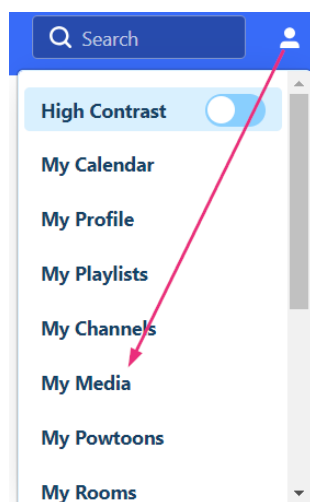 Search
High Contrast
My Calendar
My Profile
My Playlists
My Channels
My Media
My Powtoons
My Rooms